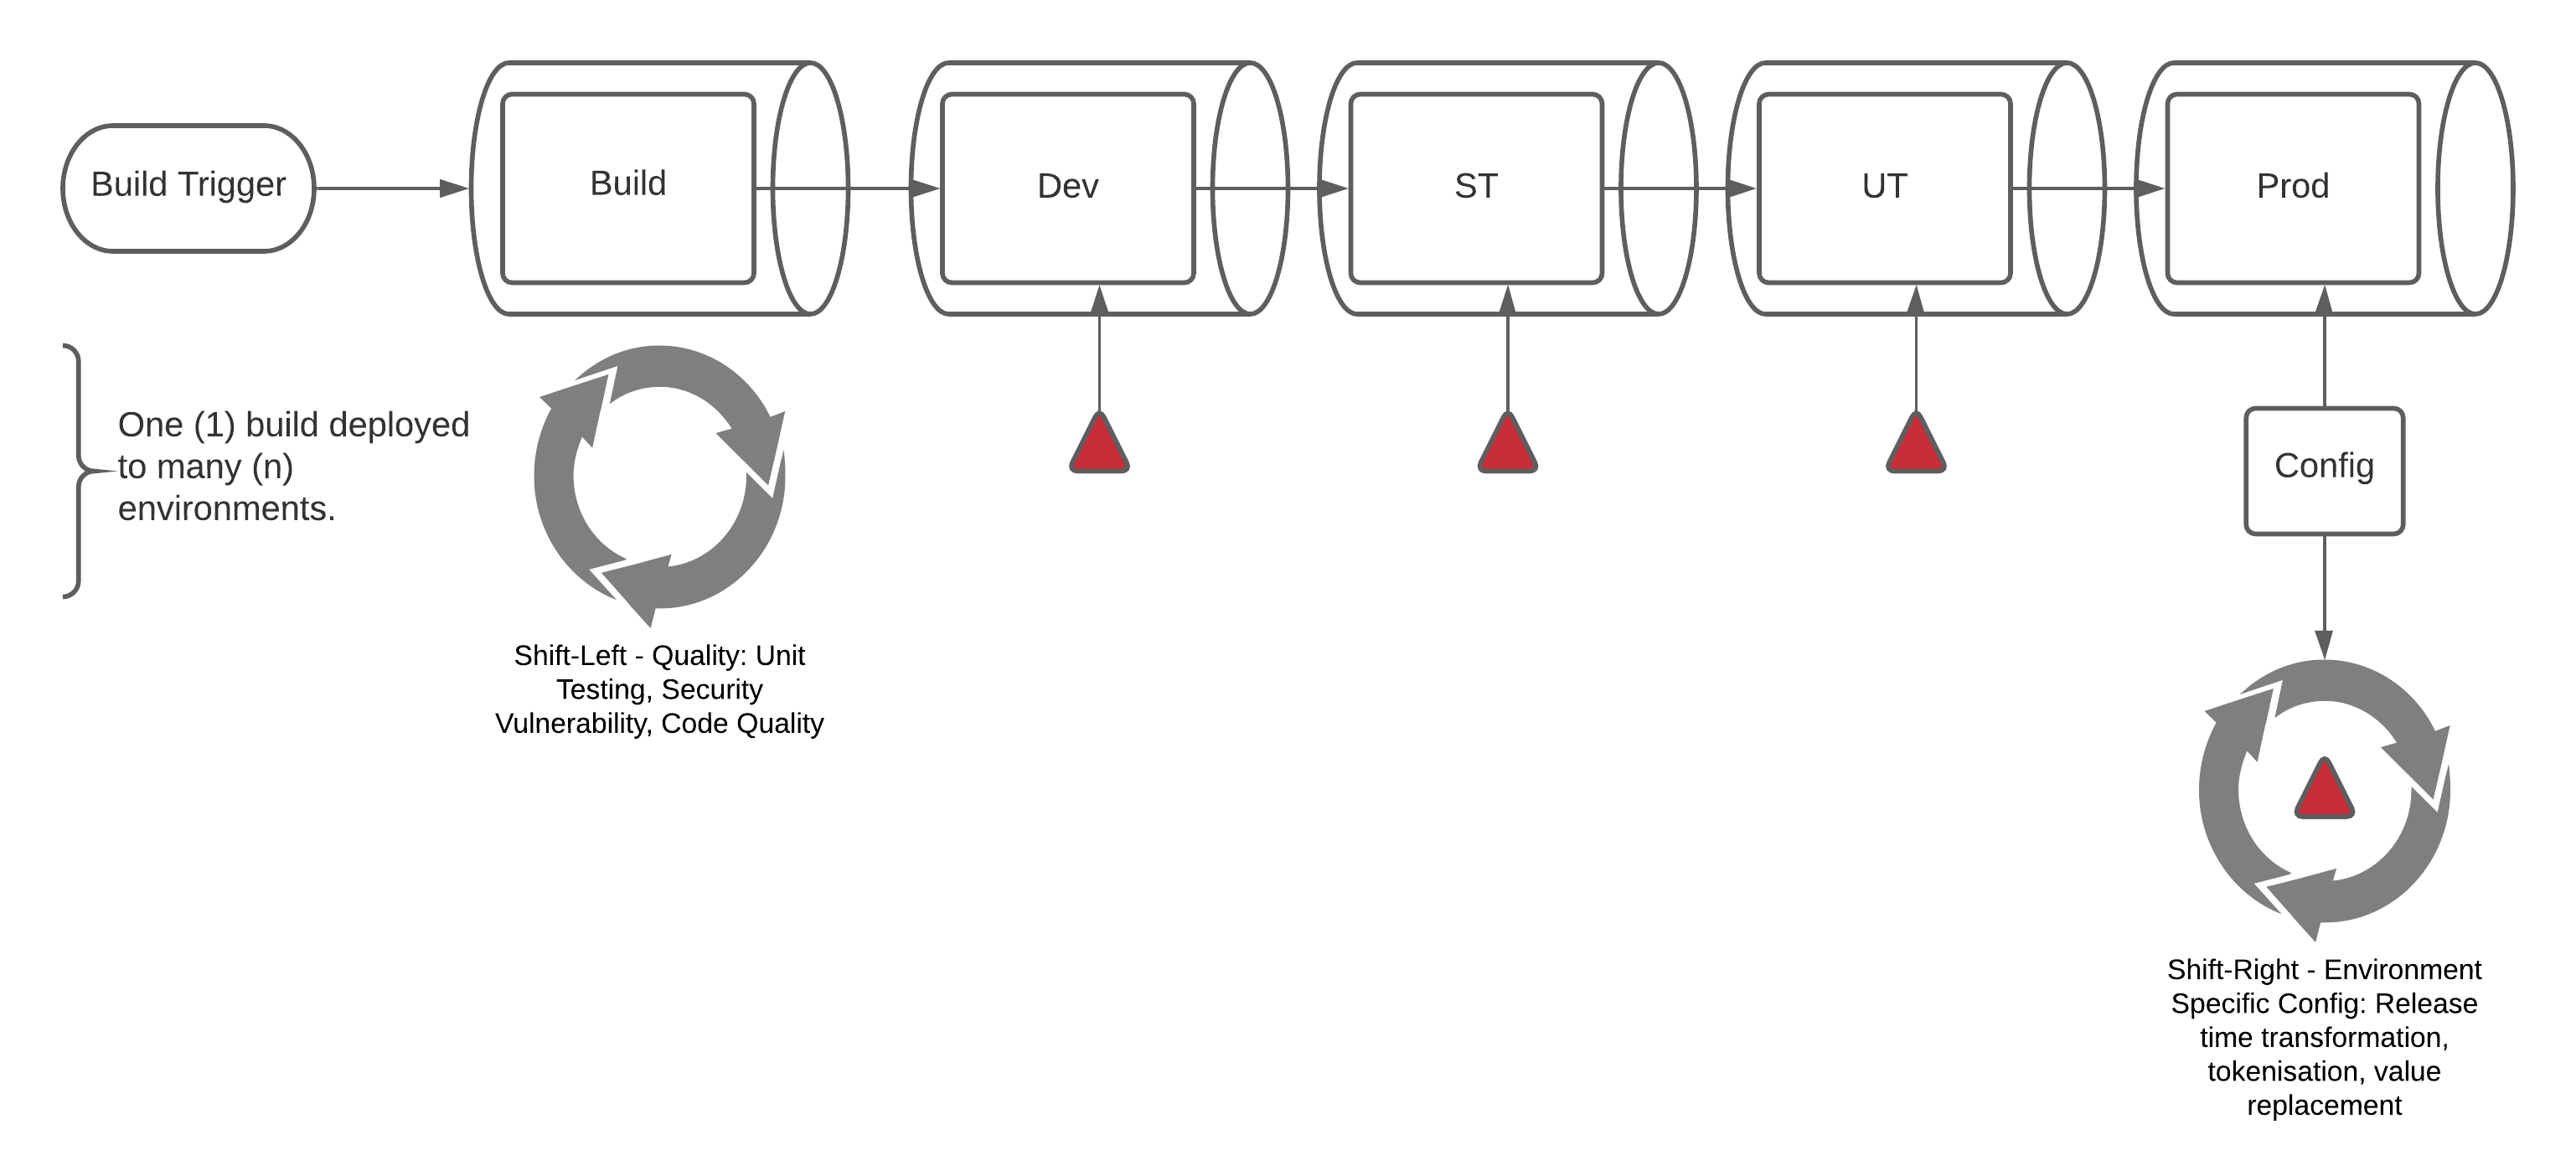 Build Trigger
Build
Dev
ST
UT
Prod
One (1) build deployed
to many (n)
environments.
Config
Shift-Left - Quality: Unit
Testing, Security
Vulnerability, Code Quality
Shift-Right - Environment
Specific Config: Release
time transformation,
tokenisation, value
replacement